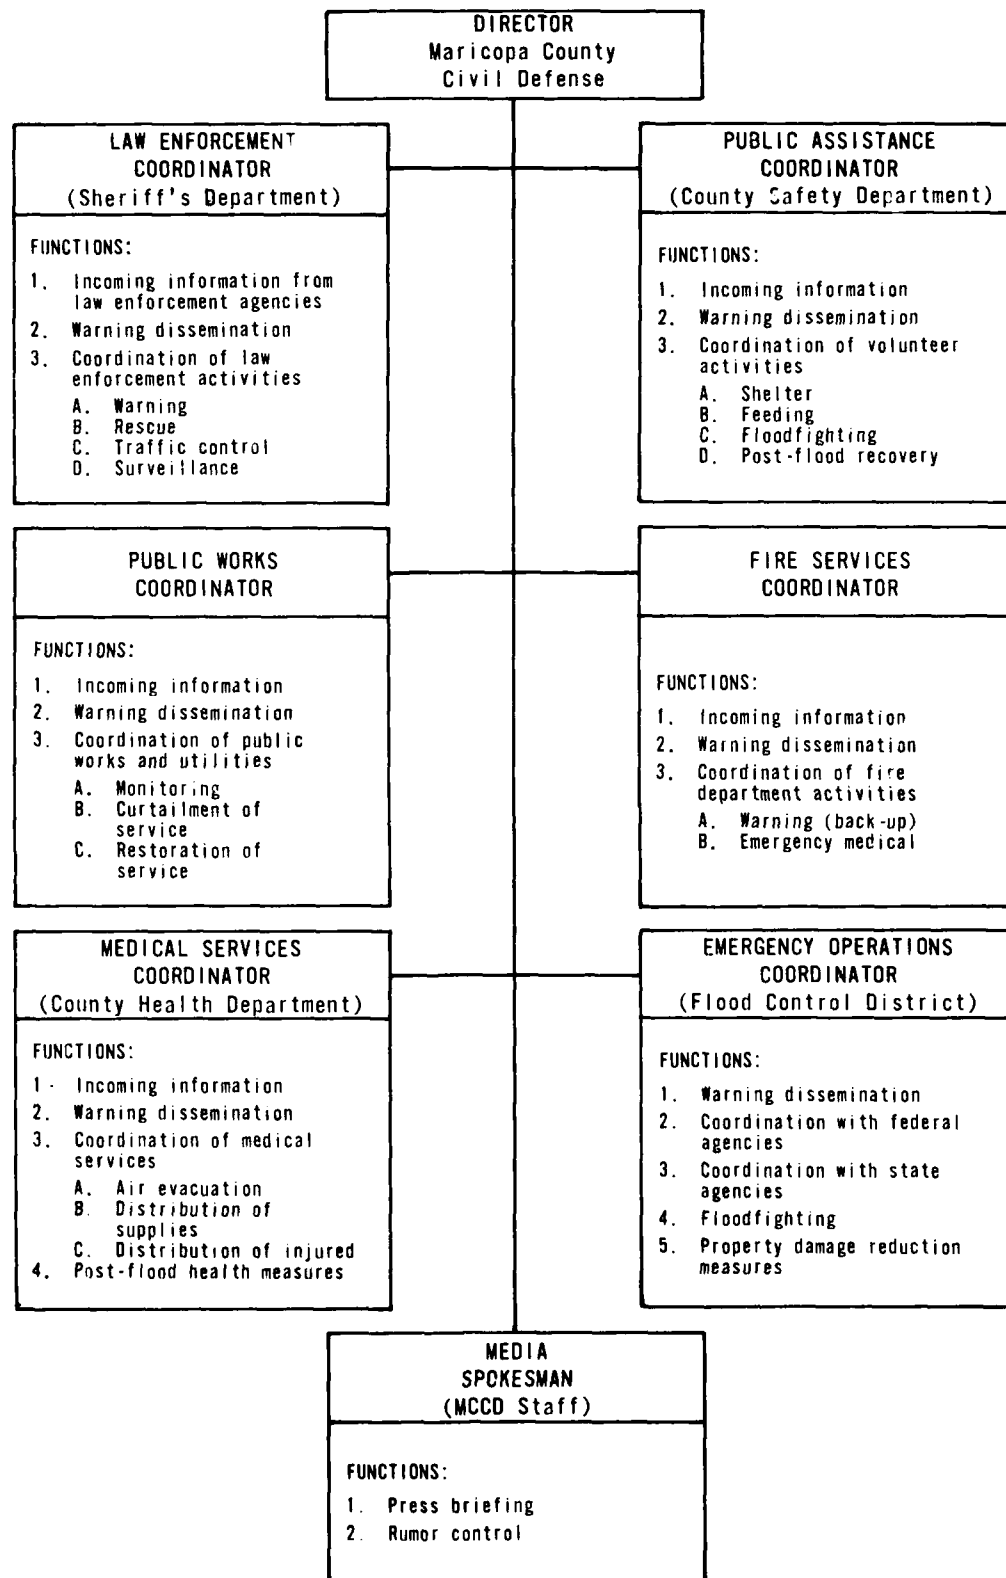 DIRECTOR
Maricopa County
Civil Defense
LAW ENFORCEMENT
COORDINATOR
(Sheriff's Department)
FUNCTIONS:
1. Incoming information from
law enforcement agencies
2. Warning dissemination
3. Coordination of law
enforcement activities
A. Warning
B. Rescue
C. Traffic control
D. Surveillance
PUBLIC ASSISTANCE
COORDINATOR
(County Safety Department)
FUNCTIONS:
1. Incoming information
2. Warning dissemination
3. Coordination of volunteer
activities
A. Shelter
B. Feeding
C. Floodfighting
D. Post-flood recovery
PUBLIC WORKS
COORDINATOR
FUNCTIONS:
1. Incoming information
2. Warning dissemination
3. Coordination of public
works and utilities
A. Monitoring
B. Curtailment of
service
C. Restoration of
service
FIRE SERVICES
COORDINATOR
FUNCTIONS:
1. Incoming information
2. Warning dissemination
3. Coordination of fire
department activities
A. Warning (back-up)
B. Emergency medical
MEDICAL SERVICES
COORDINATOR
(County Health Department)
FUNCTIONS:
1. Incoming information
2. Warning dissemination
3. Coordination of medical
services
A. Air evacuation
B. Distribution of
supplies
C. Distribution of injured
4. Post-flood health measures
EMERGENCY OPERATIONS
COORDINATOR
(Flood Control District)
FUNCTIONS:
1. Warning dissemination
2. Coordination with federal
agencies
3. Coordination with state
agencies
4. Floodfighting
5. Property damage reduction
measures
MEDIA
SPOKESMAN
(MCCD Staff)
FUNCTIONS:
1. Press briefing
2. Rumor control